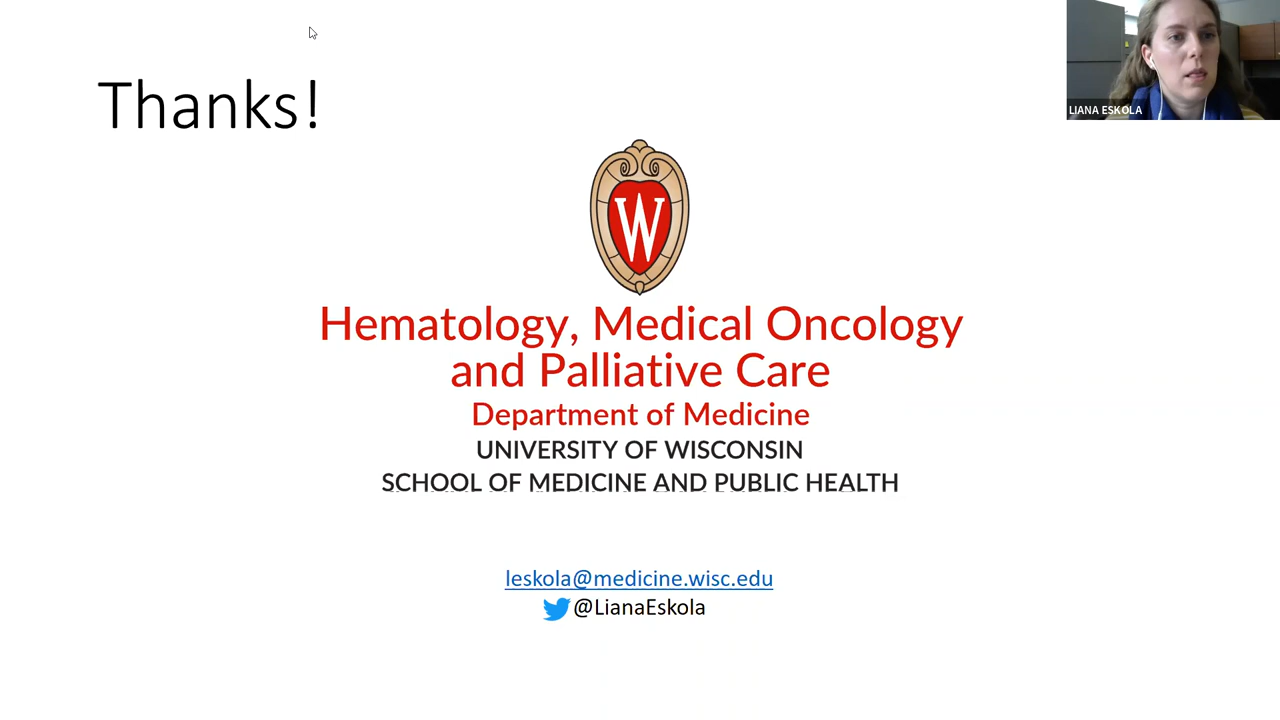 Thanks!
LIANA ESKOLA
W
Hematology, Medical Oncology
and Palliative Care
Department of Medicine
UNIVERSITY OF WISCONSIN
SCHOOL OF MEDICINE AND PUBLIC HEALTH
leskola@medicine.wisc.edu
@LianaEskola